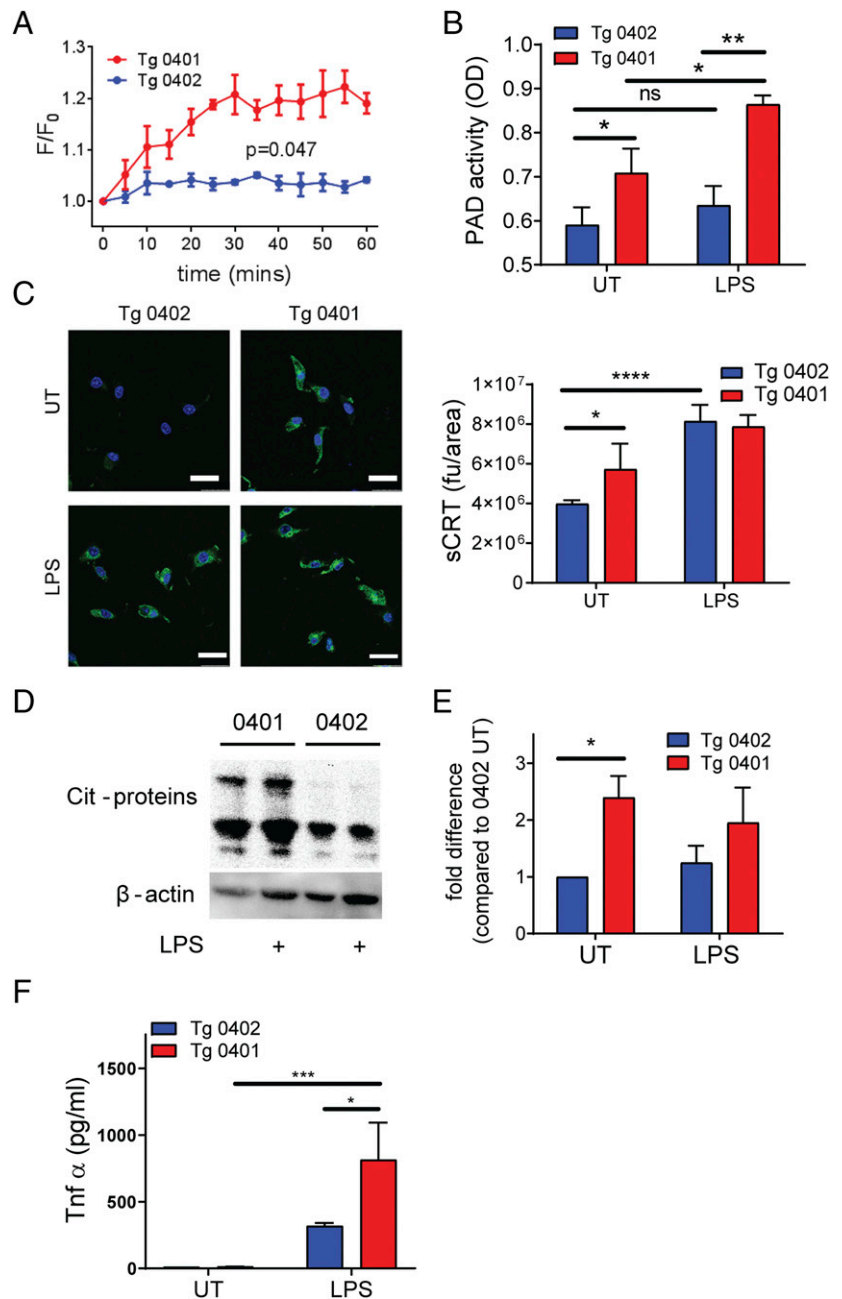 A
1.3
1.2
1.1
1.0
F/F0
Tg 0401
Tg 0402
p=0.047
0 10 20 30 40 50 60
time (mins)
B
Tg 0402
Tg 0401
1.0
0.9
0.8
0.7
0.6
0.5
PAD activity (OD)
**
*
ns
*
UT LPS
C
Tg 0402 Tg 0401
UT
LPS
Tg 0402
Tg 0401
1×10⁷
8×10⁶
6×10⁶
4×10⁶
2×10⁶
0
sCRT (fu/area)
****
*
UT LPS
D
0401 0402
Cit - proteins
β - actin
LPS + +
E
Tg 0402
Tg 0401
3
2
1
0
fold difference
(compared to 0402 UT)
*
UT LPS
F
Tg 0402
Tg 0401
1500
1000
500
0
Tnf α (pg/ml)
***
*
UT LPS